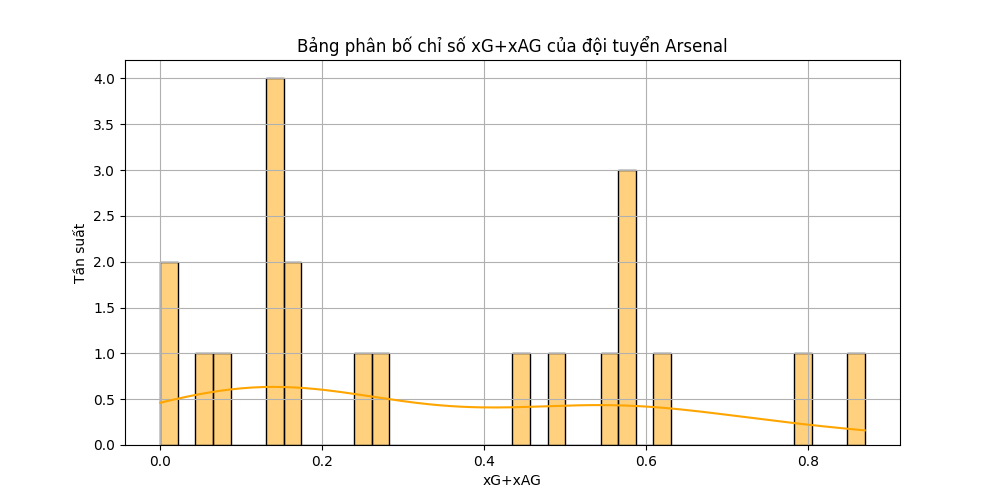 Bảng phân bố chỉ số xG+xAG của đội tuyển Arsenal
4.0
3.5
3.0
2.5
2.0
1.5
1.0
0.5
0.0
Tần suất
0.0 0.2 0.4 0.6 0.8
xG+xAG